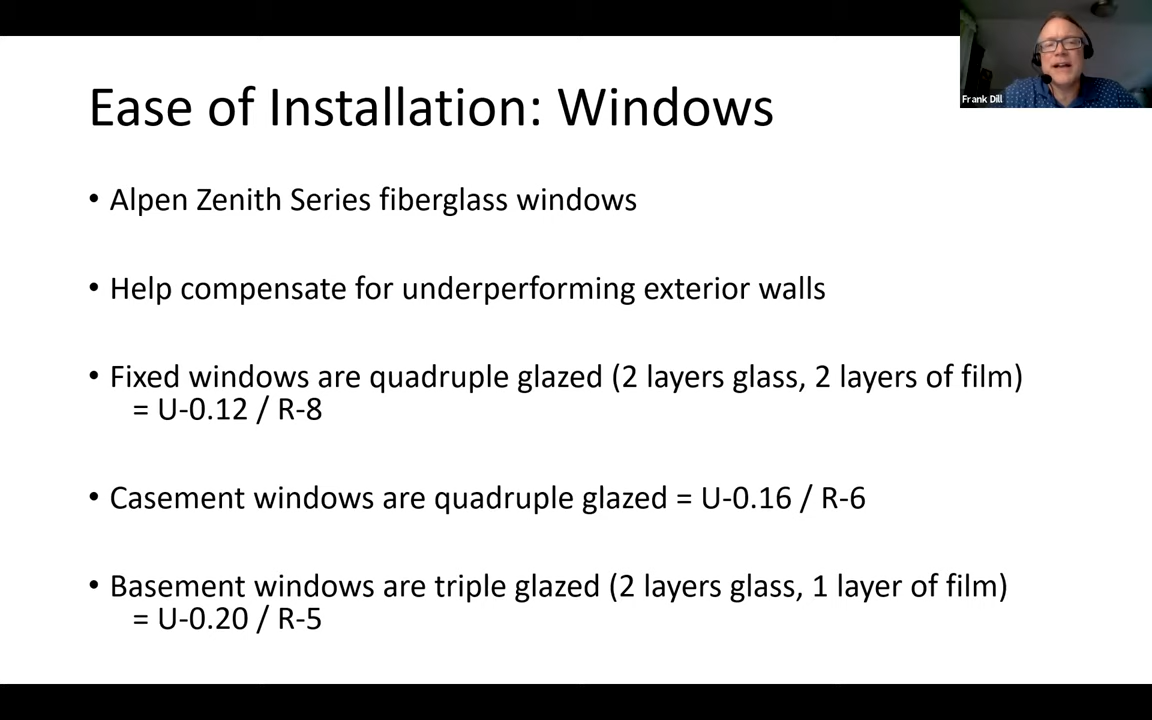 Frank Dill
Ease of Installation: Windows
• Alpen Zenith Series fiberglass windows
• Help compensate for underperforming exterior walls
• Fixed windows are quadruple glazed (2 layers glass, 2 layers of film)
= U-0.12 / R-8
• Casement windows are quadruple glazed = U-0.16 / R-6
• Basement windows are triple glazed (2 layers glass, 1 layer of film)
= U-0.20 / R-5